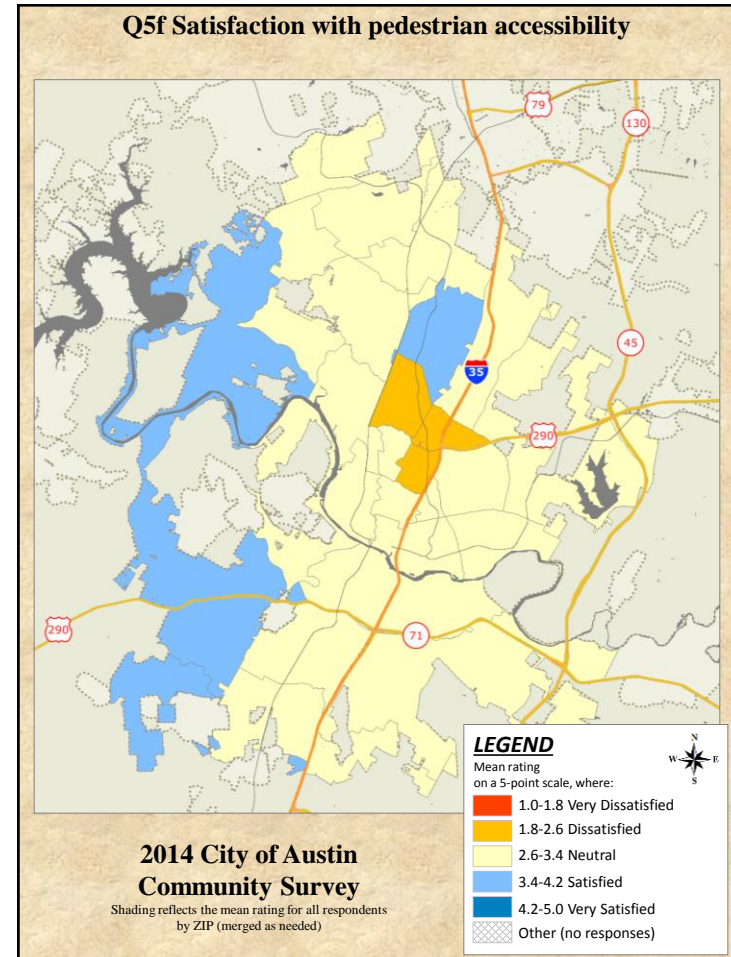 Q5f Satisfaction with pedestrian accessibility
79
130
45
35
290
290
71
LEGEND
Mean rating
on a 5-point scale, where:
1.0-1.8 Very Dissatisfied
1.8-2.6 Dissatisfied
2.6-3.4 Neutral
3.4-4.2 Satisfied
4.2-5.0 Very Satisfied
Other (no responses)
N
W E
S
2014 City of Austin
Community Survey
Shading reflects the mean rating for all respondents
by ZIP (merged as needed)